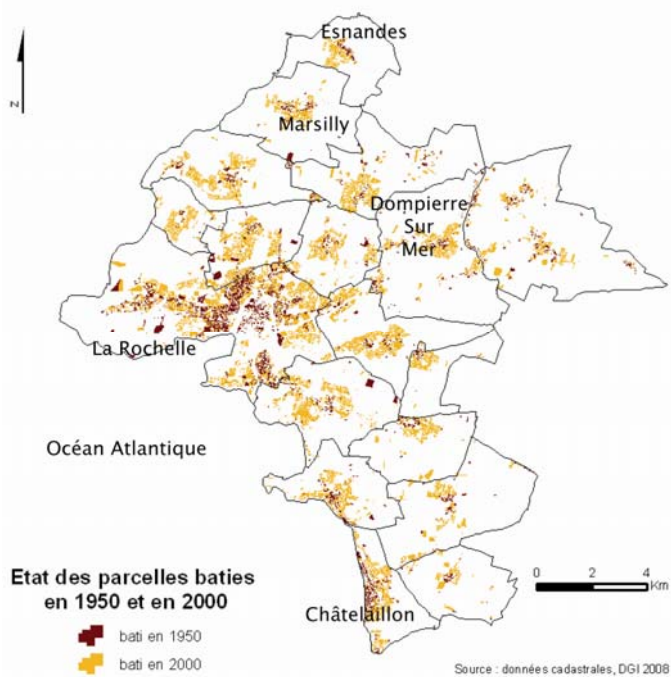 Esnandes
N
Marsilly
Dompierre
Sur
Mer
La Rochelle
Océan Atlantique
Etat des parcelles baties
en 1950 et en 2000
0 2 4
Km
Châtelaillon
bati en 1950
bati en 2000
Source : données cadastrales, DGI 2008